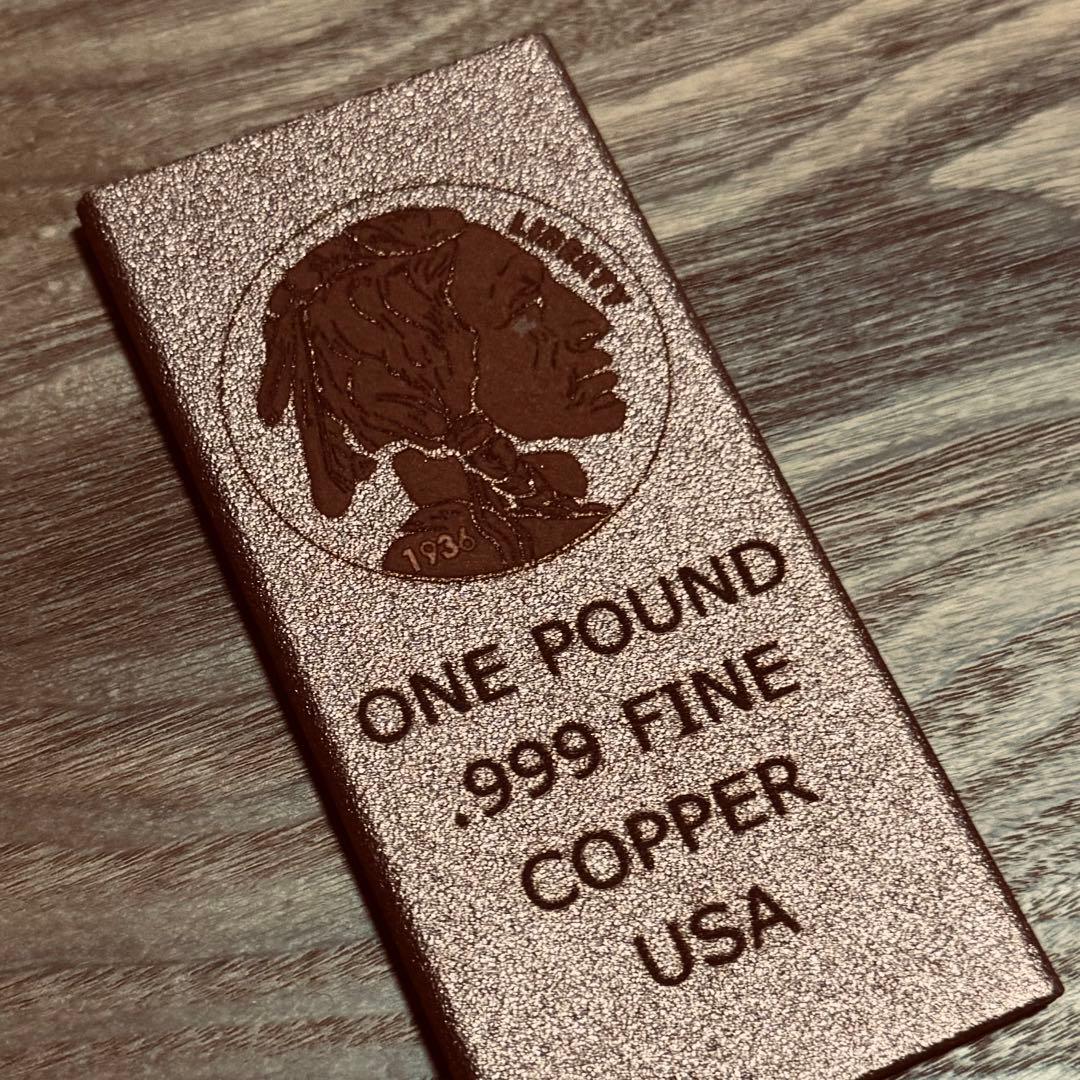 LIBERTY
1936
ONE POUND
.999 FINE
COPPER
USA